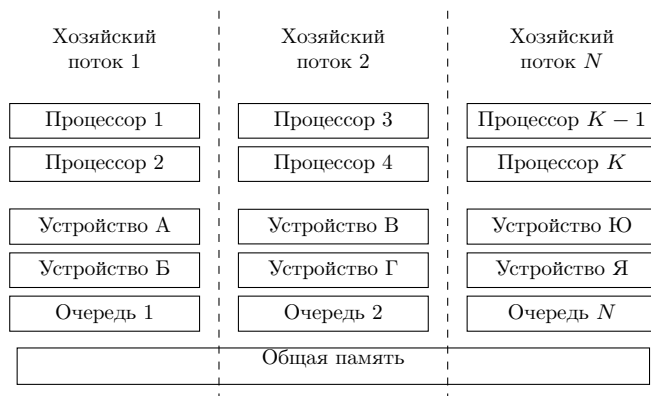 Хозяйский
поток 1
Хозяйский
поток 2
Хозяйский
поток N
Процессор 1
Процессор 3
Процессор K − 1
Процессор 2
Процессор 4
Процессор K
Устройство А
Устройство В
Устройство Ю
Устройство Б
Устройство Г
Устройство Я
Очередь 1
Очередь 2
Очередь N
Общая память